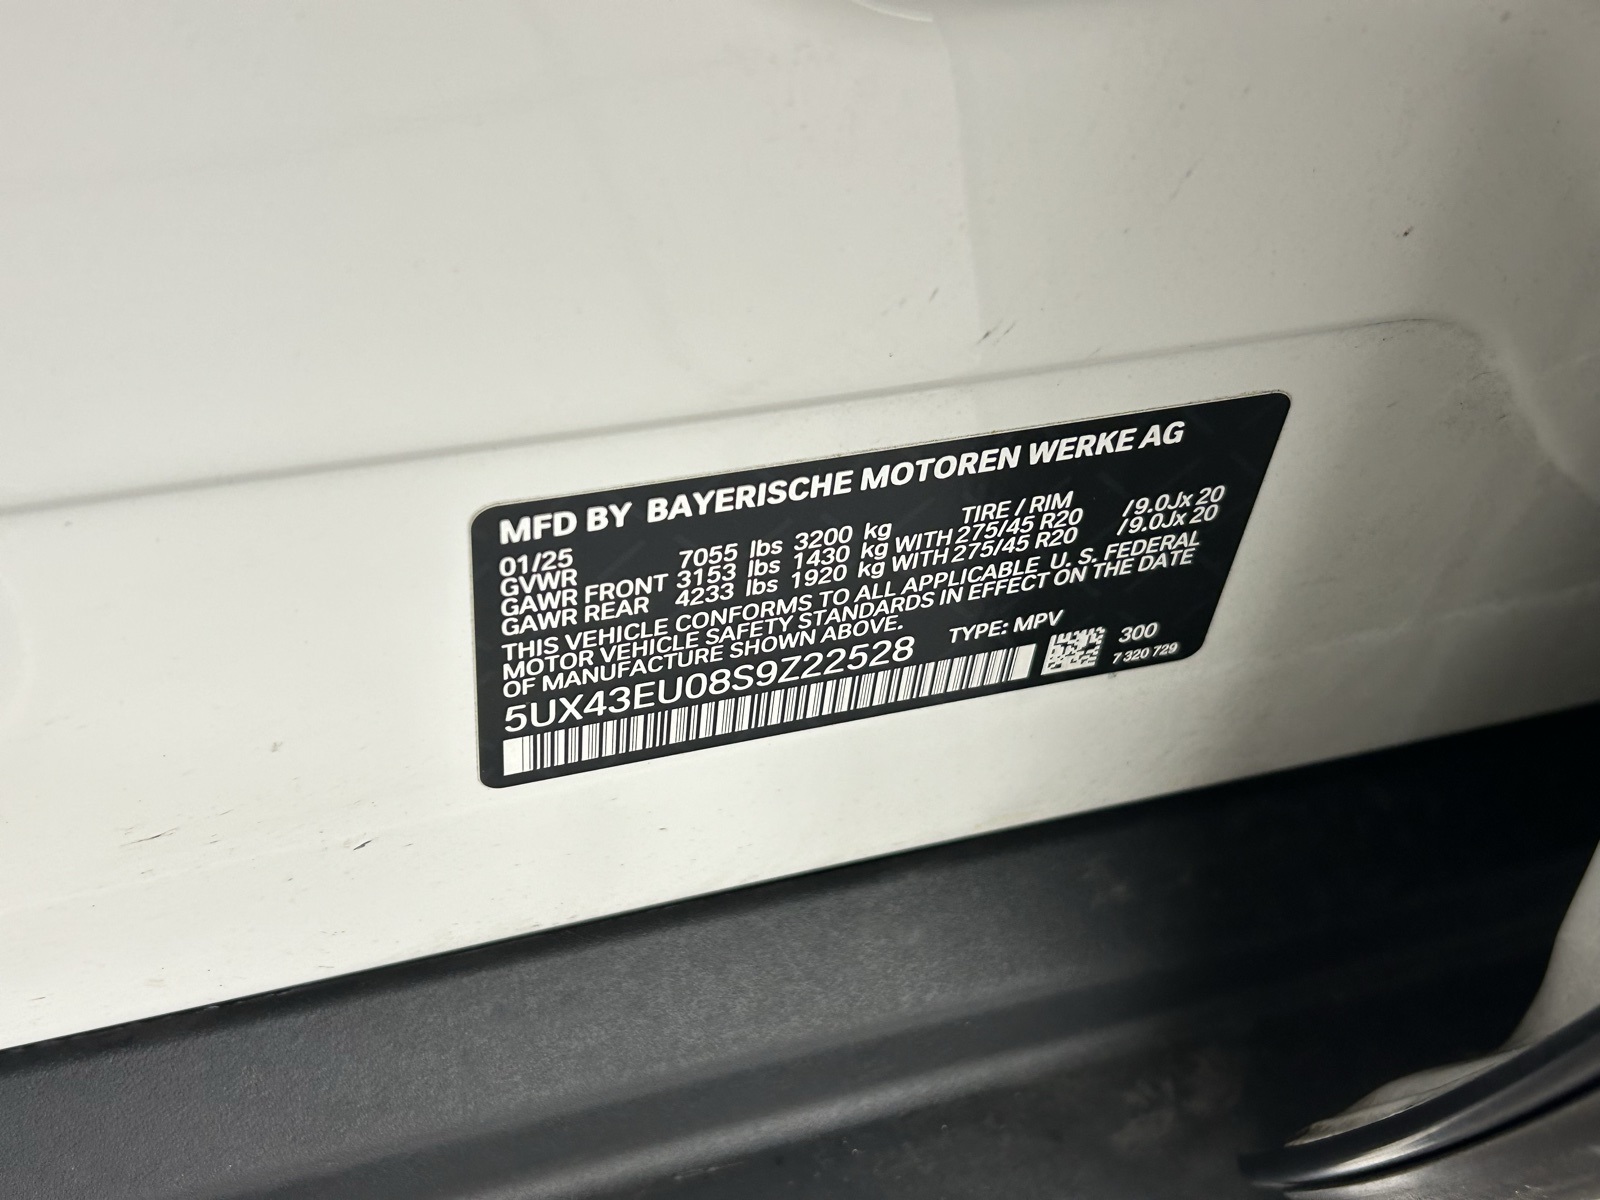 MFD BY BAYERISCHE MOTOREN WERKE AG
01/25 TIRE / RIM
GVWR 7055 lbs 3200 kg
GAWR FRONT 3153 lbs 1430 kg WITH 275/45 R20 /9.0Jx 20
GAWR REAR 4233 lbs 1920 kg WITH 275/45 R20 /9.0Jx 20
THIS VEHICLE CONFORMS TO ALL APPLICABLE U. S. FEDERAL
MOTOR VEHICLE SAFETY STANDARDS IN EFFECT ON THE DATE
OF MANUFACTURE SHOWN ABOVE.
5UX43EU08S9Z22528 TYPE: MPV
300
7 320 729